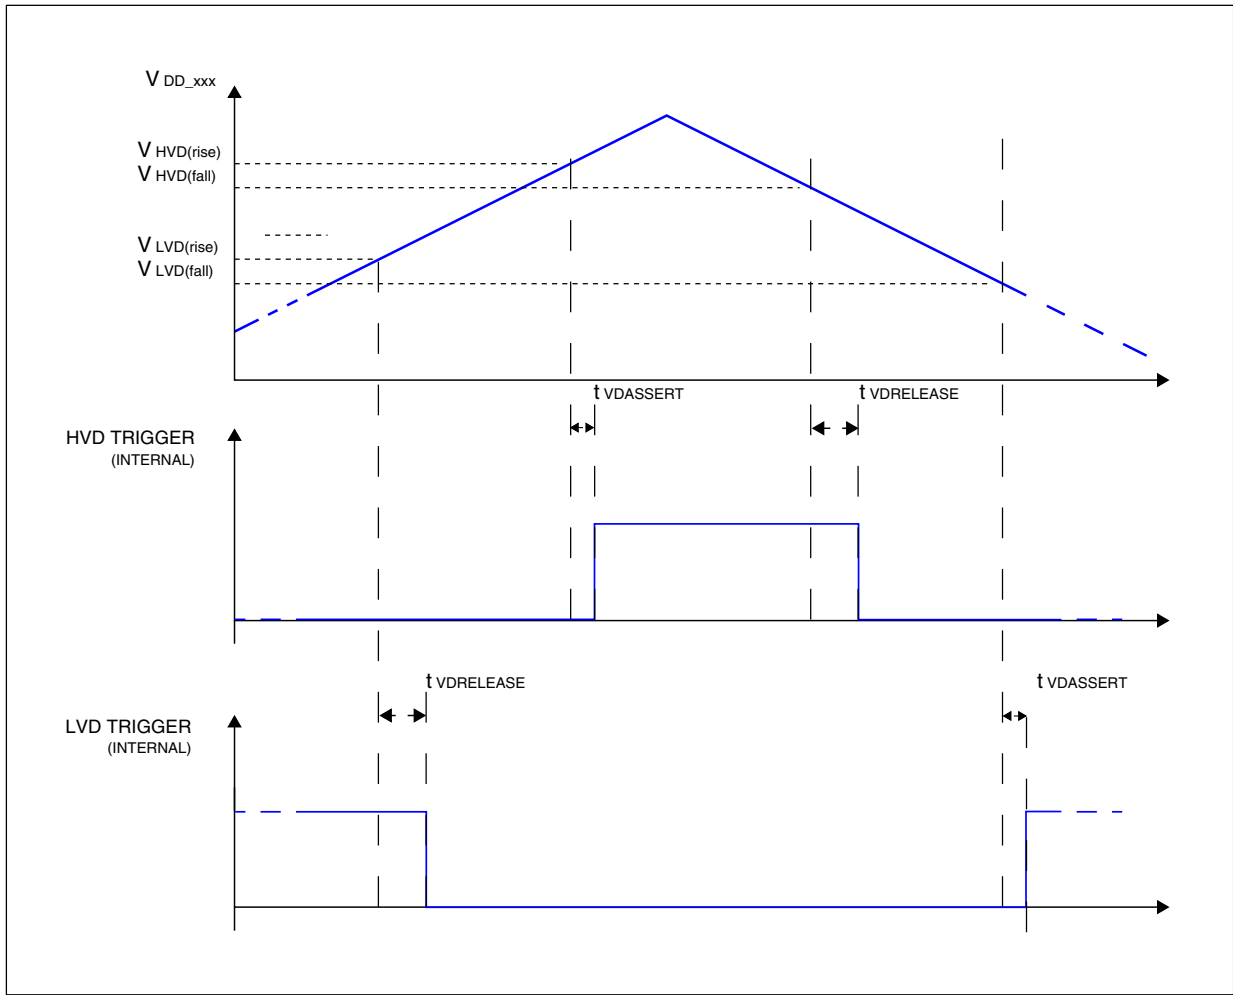 V DD_xxx
V HVD(rise)
V HVD(fall)
V LVD(rise)
V LVD(fall)
t VDASSERT
t VDRELEASE
HVD TRIGGER
(INTERNAL)
t VDRELEASE
t VDASSERT
LVD TRIGGER
(INTERNAL)